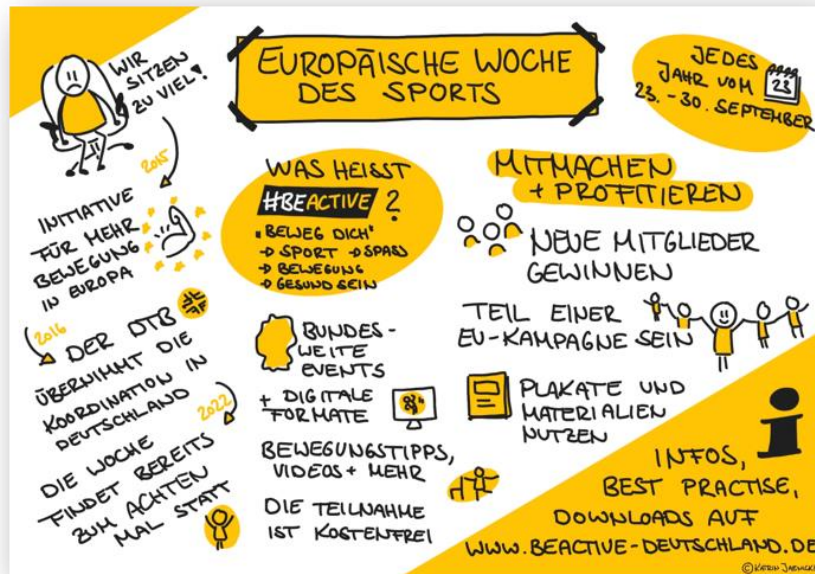 EUROPÄISCHE WOCHE
DES SPORTS
JEDES
JAHR VOM
23
23. - 30. SEPTEMBER
WIR
SITZEN
ZU VIEL!
2015
INITIATIVE
FÜR MEHR
BEWEGUNG
IN EUROPA
2016
DER DTB
ÜBERNIMMT DIE
KOORDINATION IN
DEUTSCHLAND
2022
DIE WOCHE
FINDET BEREITS
ZUM ACHTEN
MAL STATT
WAS HEISST
#BEACTIVE ?
"BEWEG DICH"
→ SPORT → SPASS
→ BEWEGUNG
→ GESUND SEIN
BUNDES-
WEITE
EVENTS
+ DIGITALE
FORMATE
BEWEGUNGSTIPPS,
VIDEOS + MEHR
DIE TEILNAHME
IST KOSTENFREI
MITMACHEN
+ PROFITIEREN
NEUE MITGLIEDER
GEWINNEN
TEIL EINER
EU-KAMPAGNE SEIN
PLAKATE UND
MATERIALIEN
NUTZEN
i
INFOS,
BEST PRACTISE,
DOWNLOADS AUF
WWW.BEACTIVE-DEUTSCHLAND.DE
© KATRIN